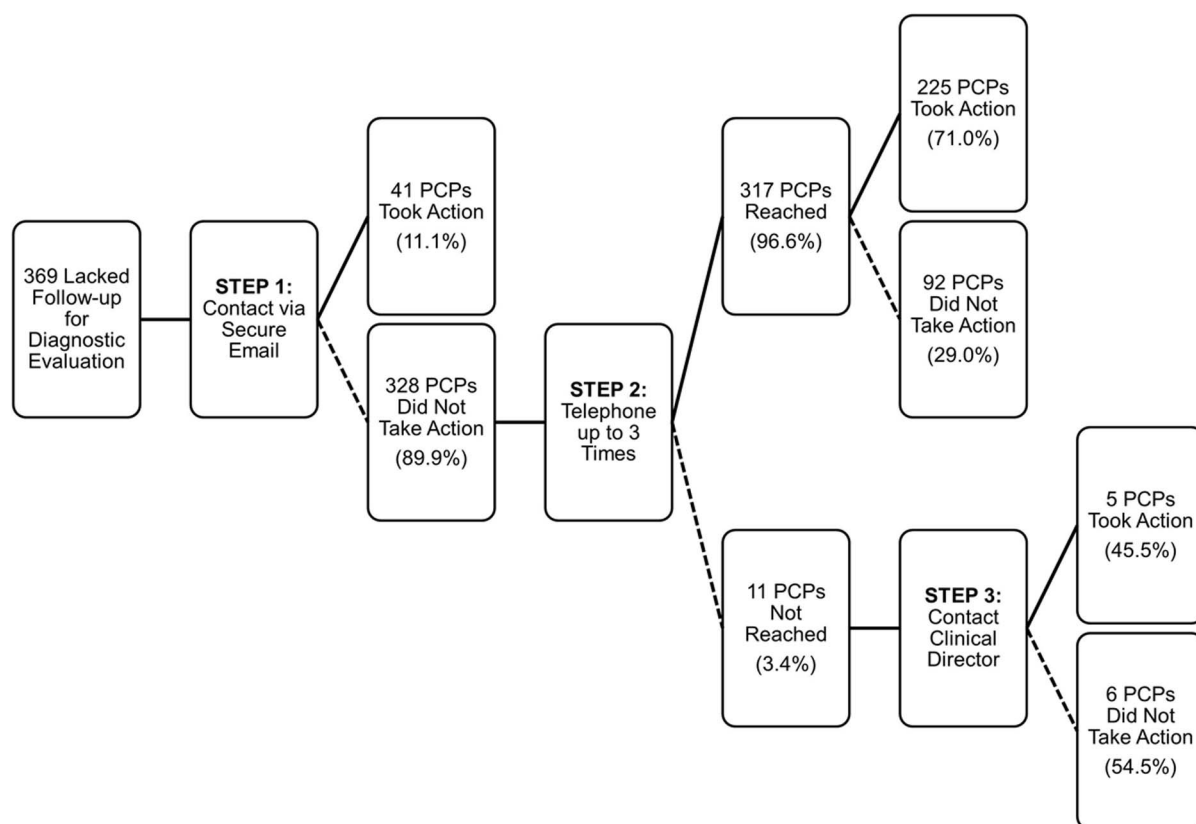 369 Lacked
Follow-up
for
Diagnostic
Evaluation
STEP 1:
Contact via
Secure
Email
41 PCPs
Took Action
(11.1%)
328 PCPs
Did Not
Take Action
(89.9%)
STEP 2:
Telephone
up to 3
Times
317 PCPs
Reached
(96.6%)
225 PCPs
Took Action
(71.0%)
92 PCPs
Did Not
Take Action
(29.0%)
11 PCPs
Not
Reached
(3.4%)
STEP 3:
Contact
Clinical
Director
5 PCPs
Took Action
(45.5%)
6 PCPs
Did Not
Take Action
(54.5%)